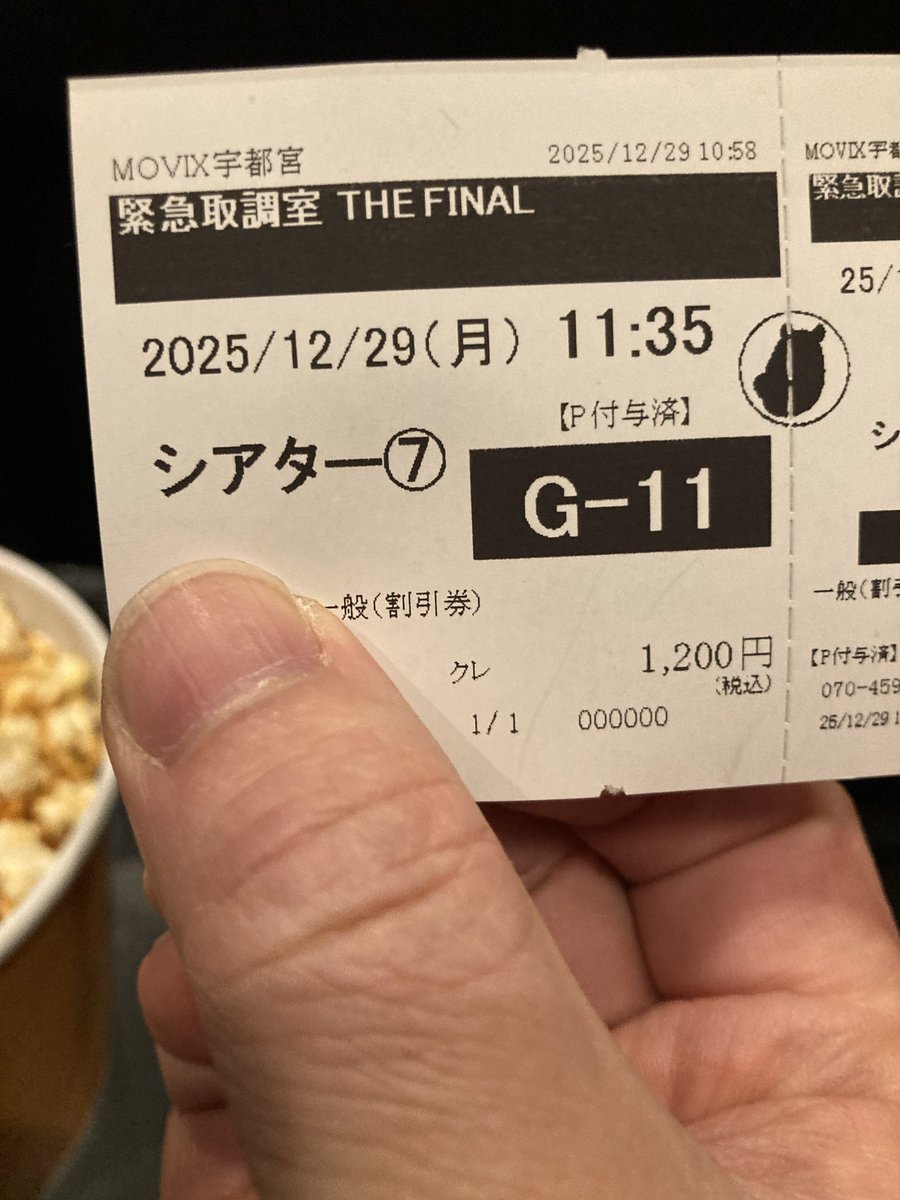 MOVIX宇都宮
2025/12/29 10:58
緊急取調室 THE FINAL
2025/12/29(月) 11:35
【P付与済】
シアター⑦
G-11
一般(割引券)
クレ
1,200円
(税込)
1/1
000000
MOVIX宇都
緊急取調
25/1
シ
一般(割引
【P付与済】
070-459
25/12/29 1